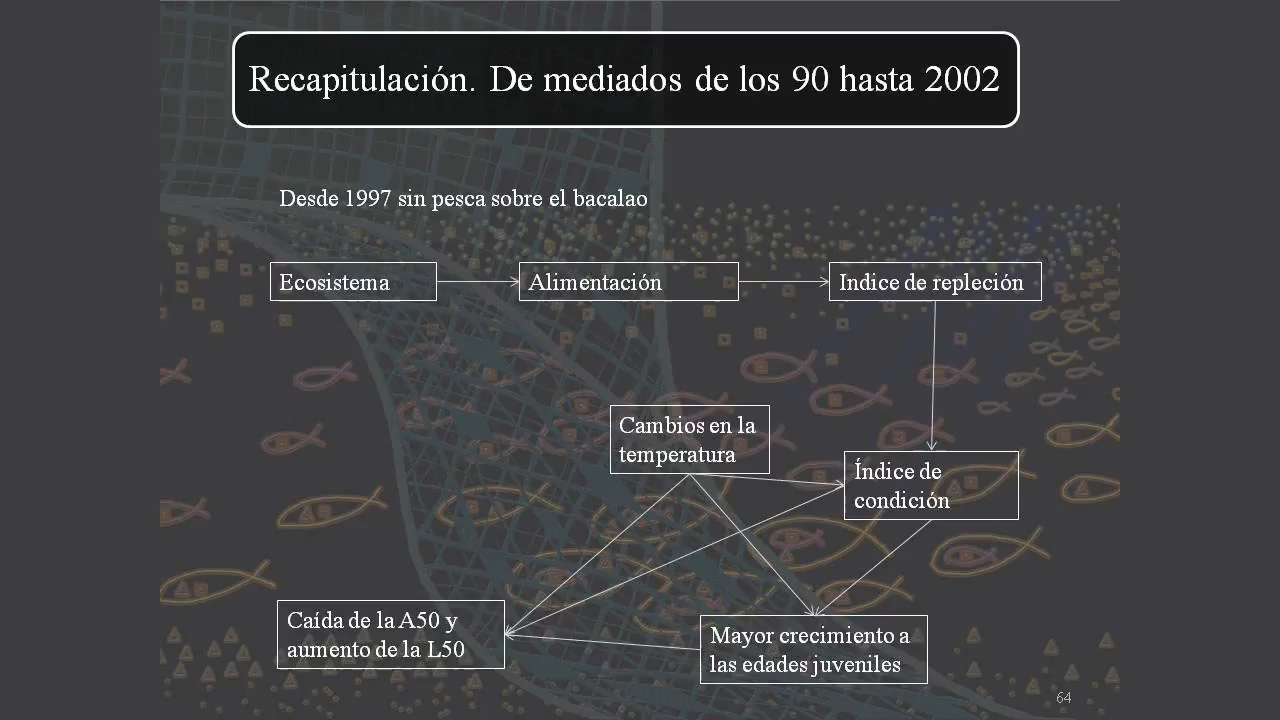 Recapitulación. De mediados de los 90 hasta 2002
Desde 1997 sin pesca sobre el bacalao
Ecosistema
Alimentación
Indice de repleción
Cambios en la
temperatura
Índice de
condición
Caída de la A50 y
aumento de la L50
Mayor crecimiento a
las edades juveniles
64